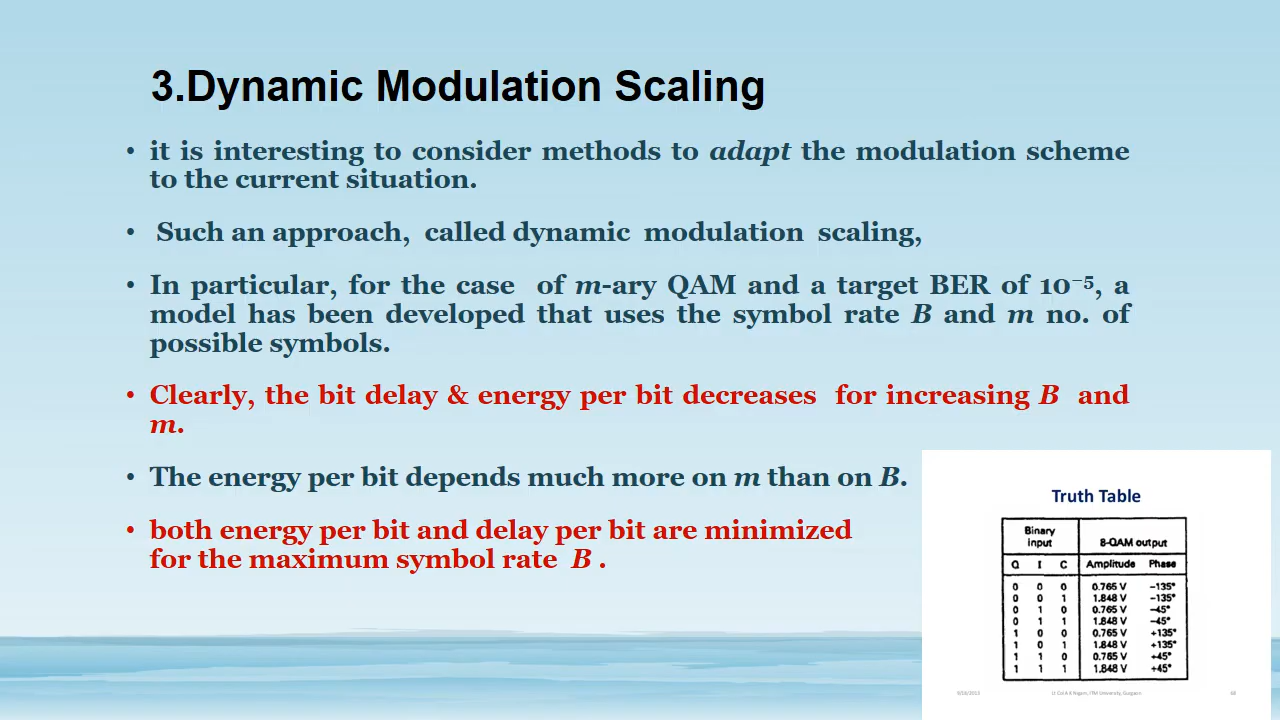 3.Dynamic Modulation Scaling
• it is interesting to consider methods to adapt the modulation scheme
to the current situation.
• Such an approach, called dynamic modulation scaling,
• In particular, for the case of m-ary QAM and a target BER of 10⁻⁵, a
model has been developed that uses the symbol rate B and m no. of
possible symbols.
• Clearly, the bit delay & energy per bit decreases for increasing B and
m.
• The energy per bit depends much more on m than on B.
• both energy per bit and delay per bit are minimized
for the maximum symbol rate B .
Truth Table
Binary
input
8-QAM output
Q I C Amplitude Phase
0 0 0 0.765 V -135°
0 0 1 1.848 V -135°
0 1 0 0.765 V -45°
0 1 1 1.848 V -45°
1 0 0 0.765 V +135°
1 0 1 1.848 V +135°
1 1 0 0.765 V +45°
1 1 1 1.848 V +45°
Lt Col A K Nigam, ITM University, Gurgaon
68